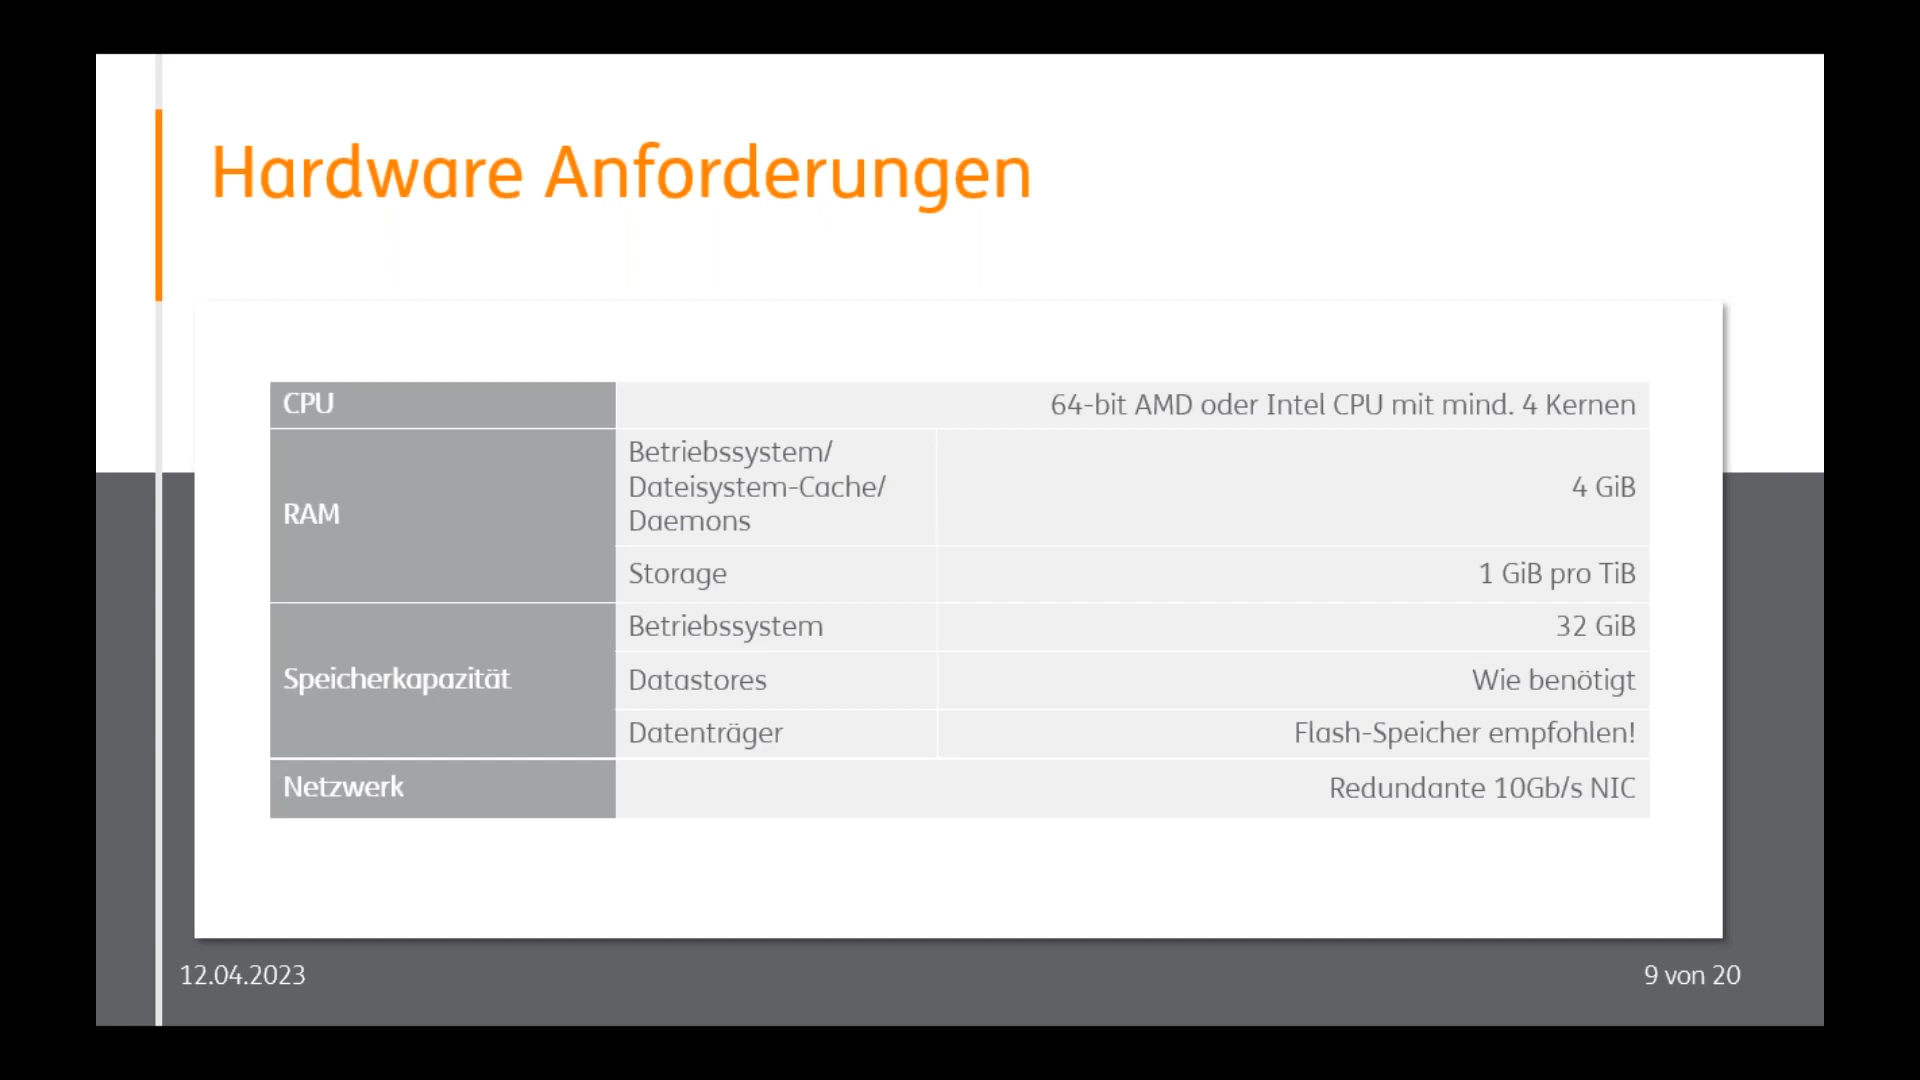 Hardware Anforderungen
CPU
64-bit AMD oder Intel CPU mit mind. 4 Kernen
RAM
Betriebssystem/
Dateisystem-Cache/
Daemons
4 GiB
Storage
1 GiB pro TiB
Speicherkapazität
Betriebssystem
32 GiB
Datastores
Wie benötigt
Datenträger
Flash-Speicher empfohlen!
Netzwerk
Redundante 10Gb/s NIC
12.04.2023
9 von 20